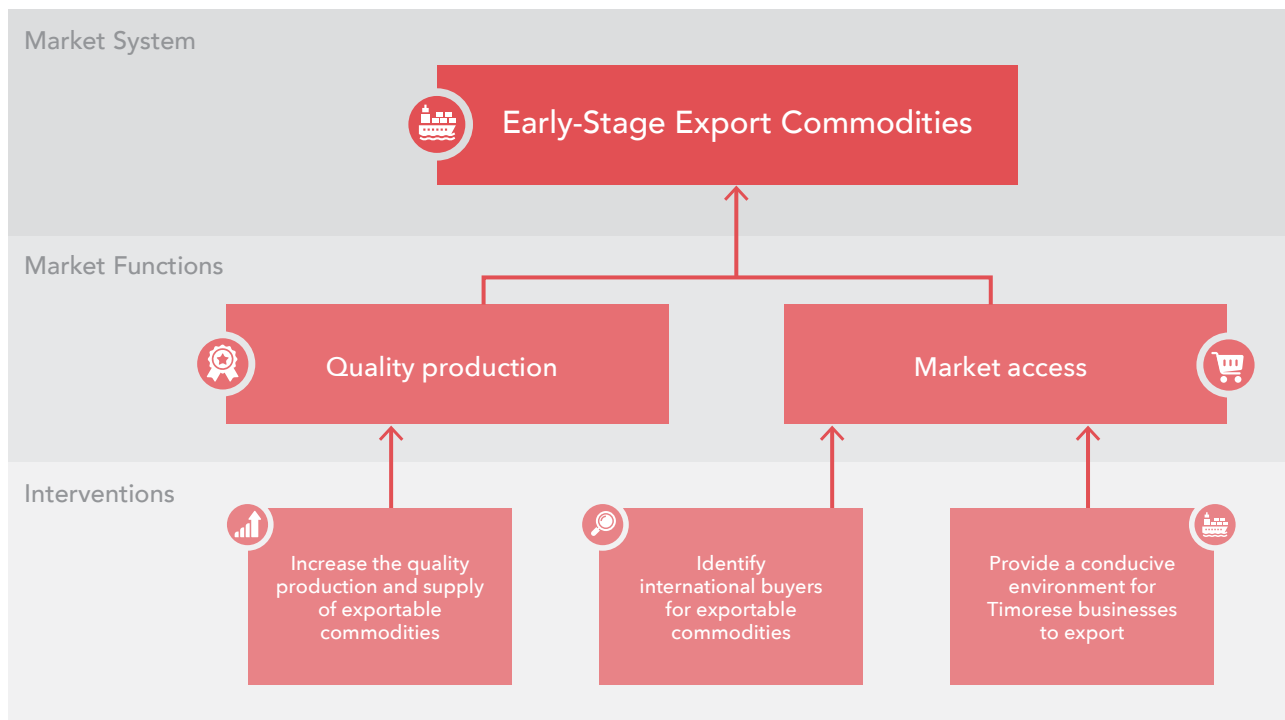 Market System
Early-Stage Export Commodities
Market Functions
Quality production
Market access
Interventions
Increase the quality
production and supply
of exportable
commodities
Identify
international buyers
for exportable
commodities
Provide a conducive
environment for
Timorese businesses
to export